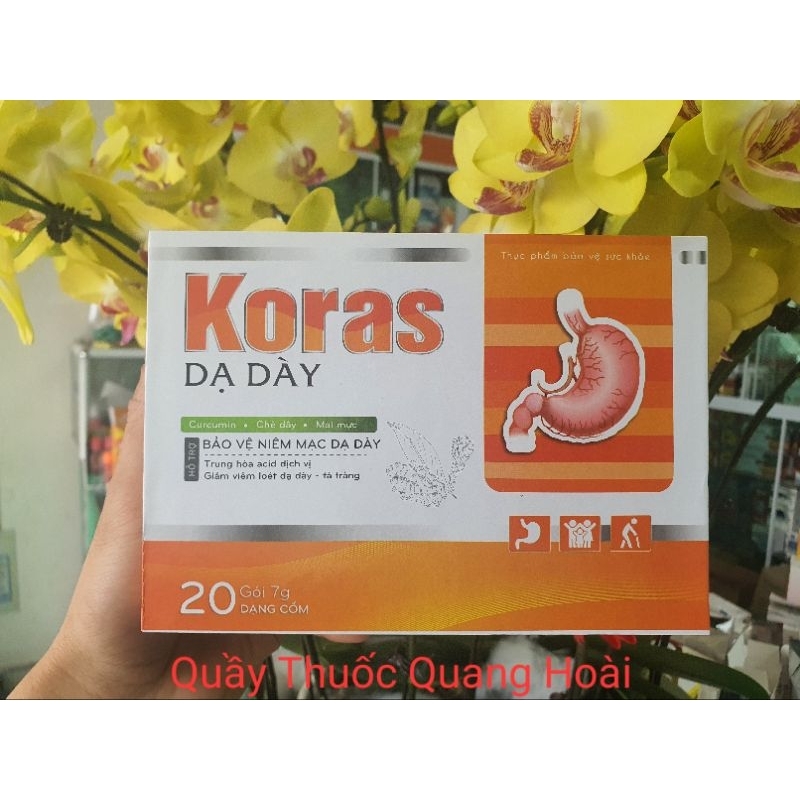 Thực phẩm bảo vệ sức khỏe
Koras
DẠ DÀY
Curcumin • Chè dây • Mai mực
HỖ TRỢ
BẢO VỆ NIÊM MẠC DẠ DÀY
Trung hòa acid dịch vị
Giảm viêm loét dạ dày - tá tràng
20 Gói 7g
DẠNG CỐM
Quầy Thuốc Quang Hoài